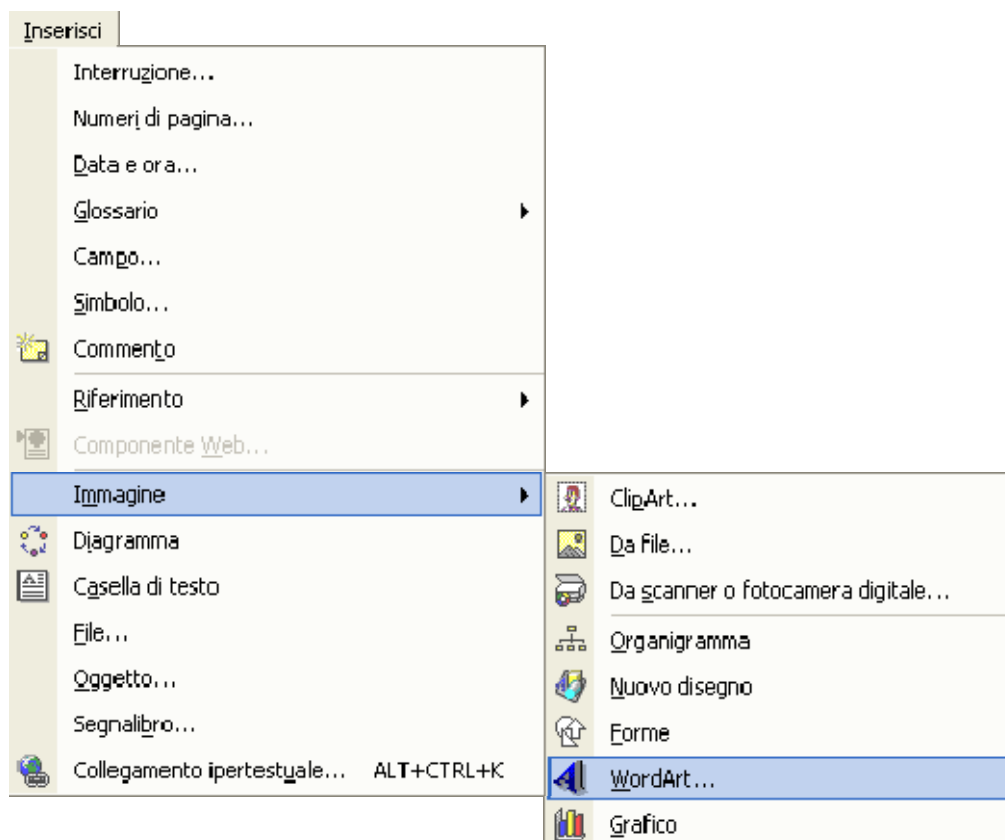 Inserisci
Interruzione...
Numeri di pagina...
Data e ora...
Glossario
Campo...
Simbolo...
Commento
Riferimento
Componente Web...
Immagine
Diagramma
Casella di testo
File...
Oggetto...
Segnalibro...
Collegamento ipertestuale... ALT+CTRL+K
ClipArt...
Da file...
Da scanner o fotocamera digitale...
Organigramma
Nuovo disegno
Forme
WordArt...
Grafico